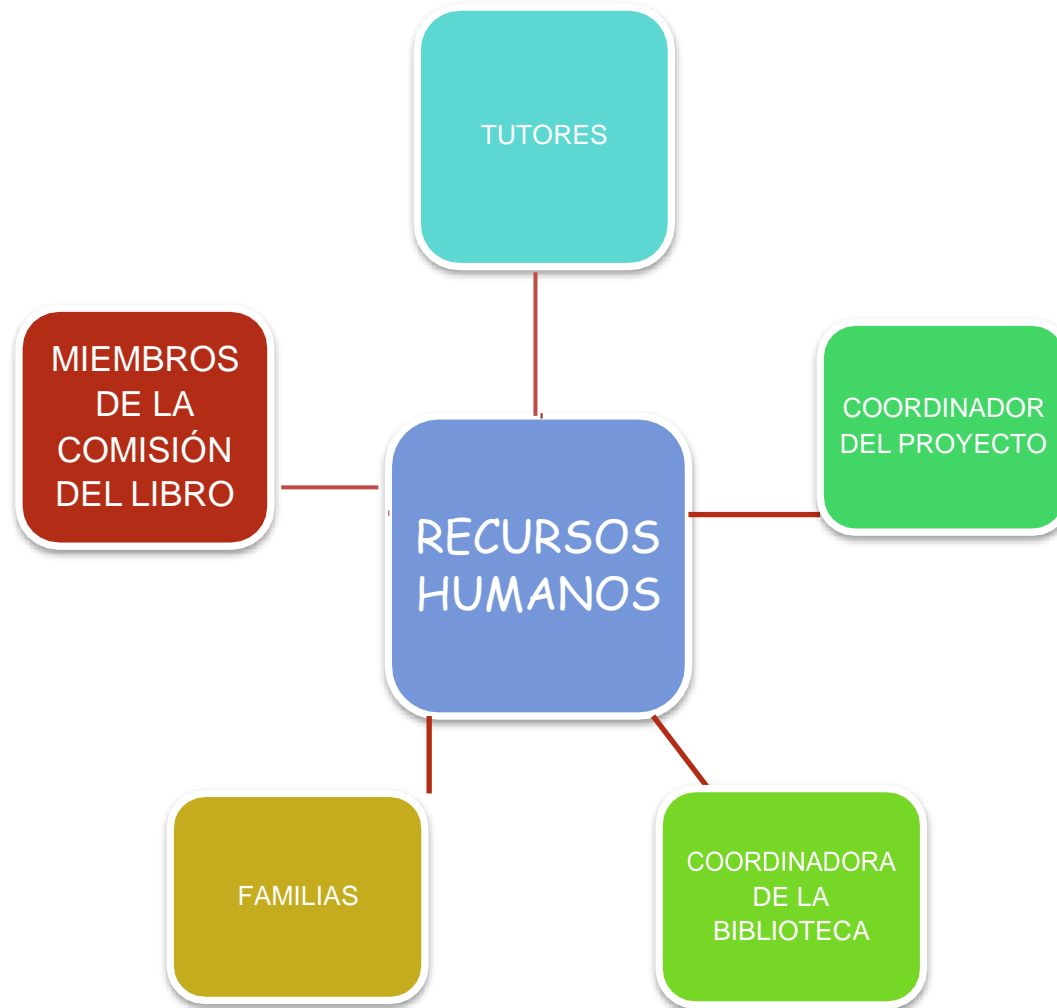 TUTORES
MIEMBROS
DE LA
COMISIÓN
DEL LIBRO
COORDINADOR
DEL PROYECTO
RECURSOS
HUMANOS
FAMILIAS
COORDINADORA
DE LA
BIBLIOTECA